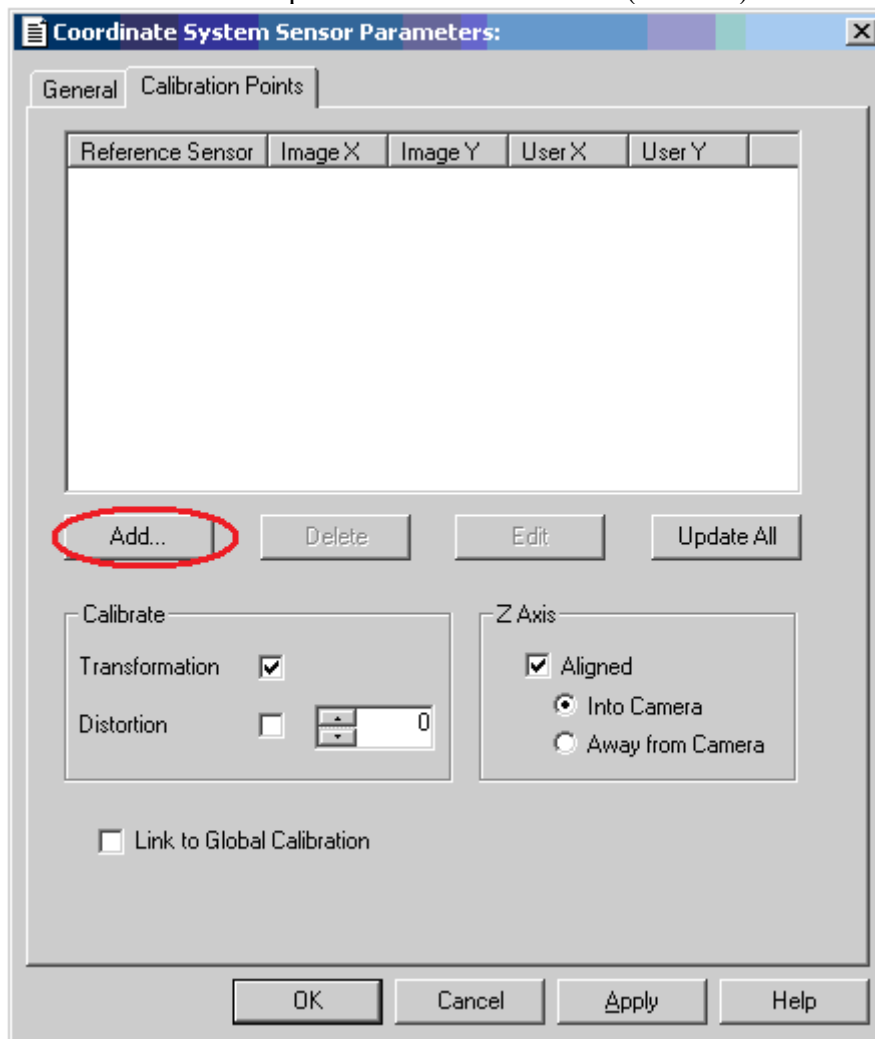 Coordinate System Sensor Parameters:
General Calibration Points
Reference Sensor Image X Image Y User X User Y
Add... Delete Edit Update All
Calibrate Z Axis
Transformation Aligned
Into Camera
Distortion 0
Away from Camera
Link to Global Calibration
OK Cancel Apply Help